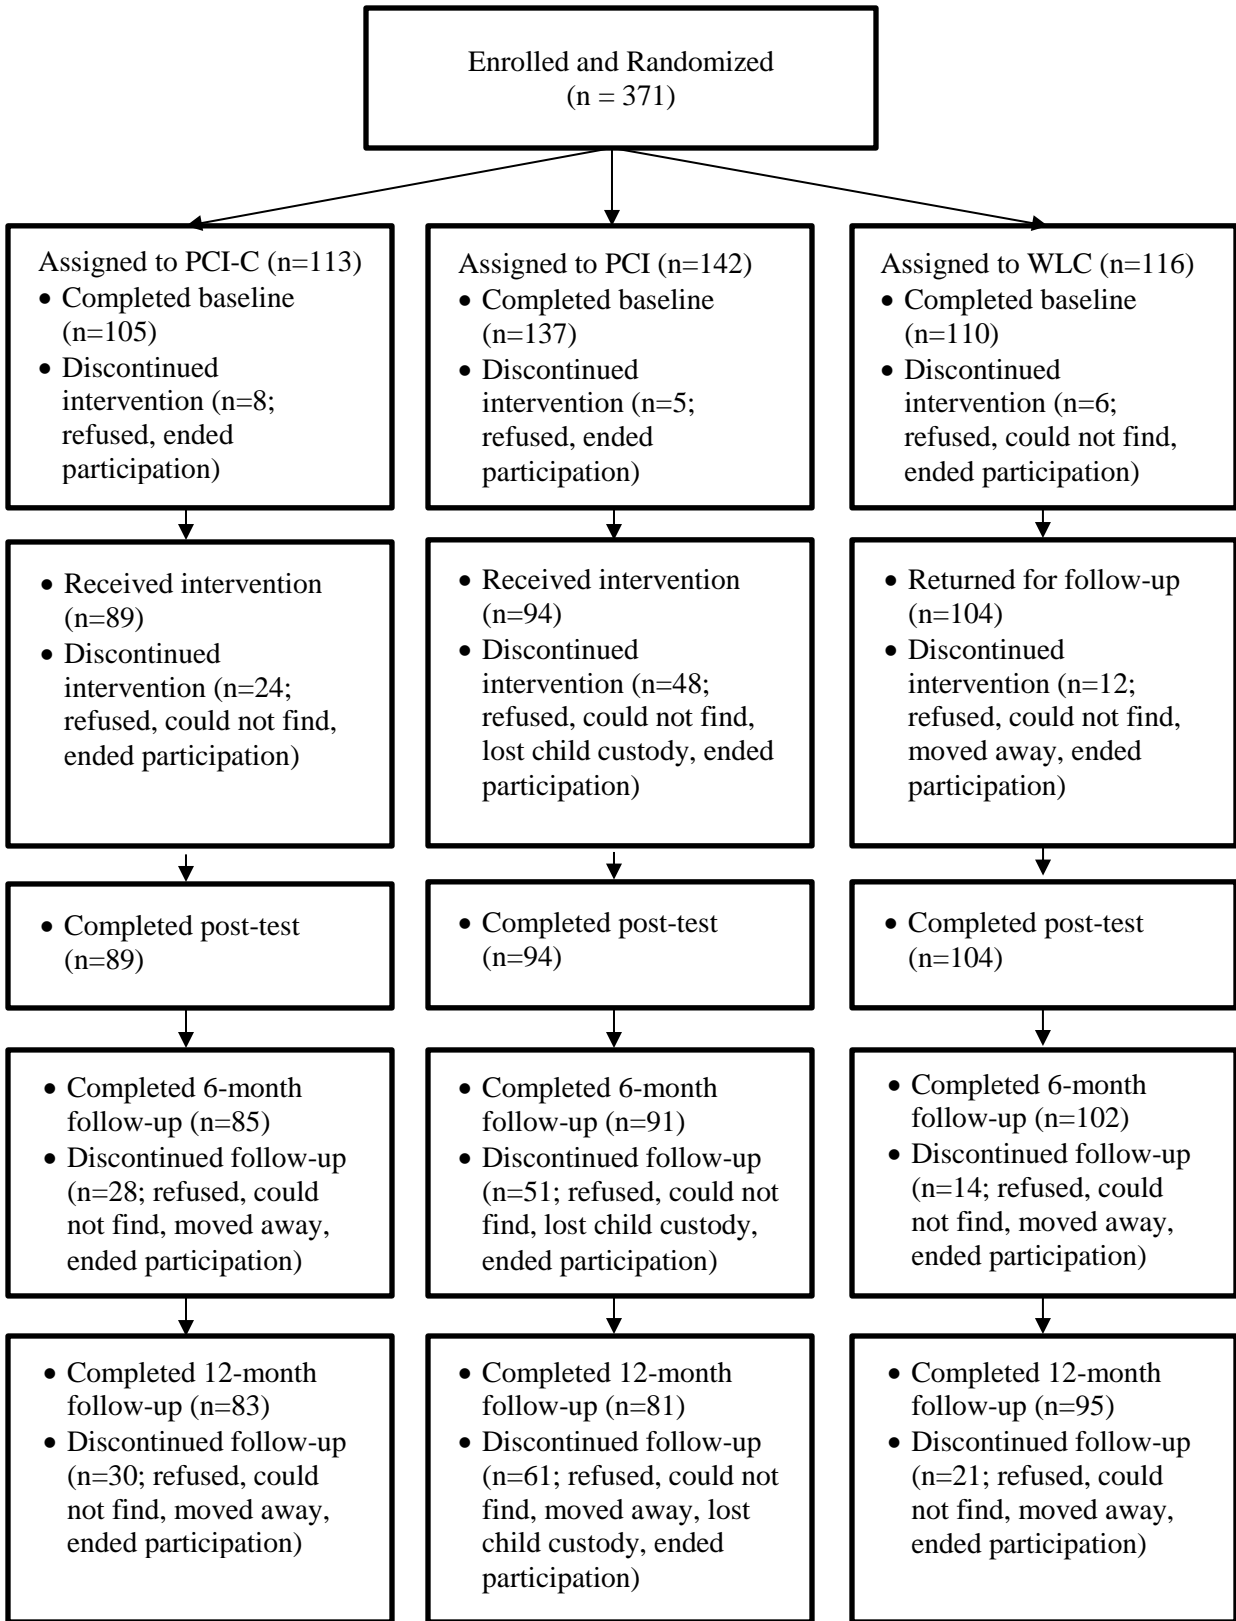 Enrolled and Randomized
(n = 371)
Assigned to PCI-C (n=113)
• Completed baseline
(n=105)
• Discontinued
intervention (n=8;
refused, ended
participation)
Assigned to PCI (n=142)
• Completed baseline
(n=137)
• Discontinued
intervention (n=5;
refused, ended
participation)
Assigned to WLC (n=116)
• Completed baseline
(n=110)
• Discontinued
intervention (n=6;
refused, could not find,
ended participation)
• Received intervention
(n=89)
• Discontinued
intervention (n=24;
refused, could not find,
ended participation)
• Received intervention
(n=94)
• Discontinued
intervention (n=48;
refused, could not find,
lost child custody, ended
participation)
• Returned for follow-up
(n=104)
• Discontinued
intervention (n=12;
refused, could not find,
moved away, ended
participation)
• Completed post-test
(n=89)
• Completed post-test
(n=94)
• Completed post-test
(n=104)
• Completed 6-month
follow-up (n=85)
• Discontinued follow-up
(n=28; refused, could
not find, moved away,
ended participation)
• Completed 6-month
follow-up (n=91)
• Discontinued follow-up
(n=51; refused, could not
find, lost child custody,
ended participation)
• Completed 6-month
follow-up (n=102)
• Discontinued follow-up
(n=14; refused, could
not find, moved away,
ended participation)
• Completed 12-month
follow-up (n=83)
• Discontinued follow-up
(n=30; refused, could
not find, moved away,
ended participation)
• Completed 12-month
follow-up (n=81)
• Discontinued follow-up
(n=61; refused, could not
find, moved away, lost
child custody, ended
participation)
• Completed 12-month
follow-up (n=95)
• Discontinued follow-up
(n=21; refused, could
not find, moved away,
ended participation)